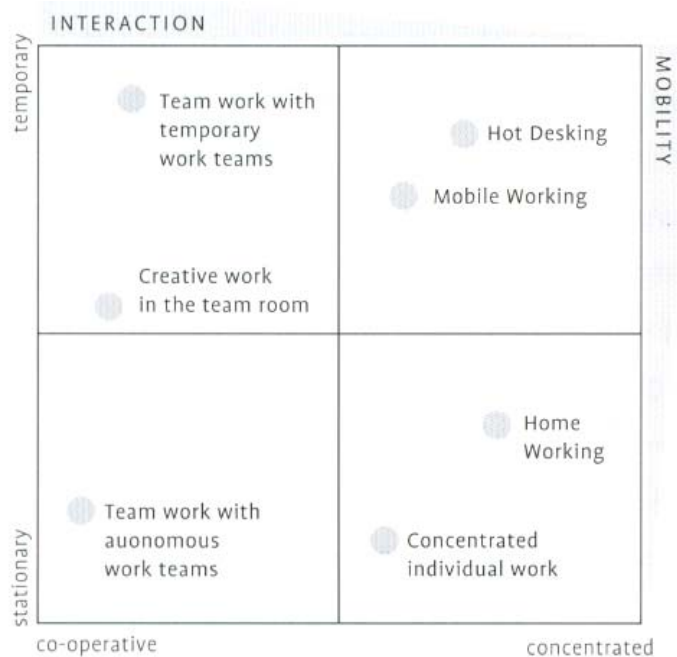 INTERACTION
temporary
MOBILITY
Team work with
temporary
work teams
Hot Desking
Mobile Working
Creative work
in the team room
Home
Working
Team work with
auonomous
work teams
Concentrated
individual work
stationary
co-operative
concentrated